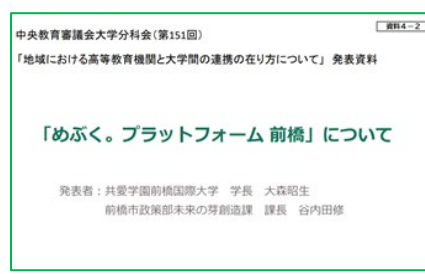 資料4－2
中央教育審議会大学分科会(第151回)
「地域における高等教育機関と大学間の連携の在り方について」 発表資料
「めぶく。プラットフォーム 前橋」について
発表者：共愛学園前橋国際大学　学長　大森昭生
前橋市政策部未来の芽創造課　課長　谷内田修